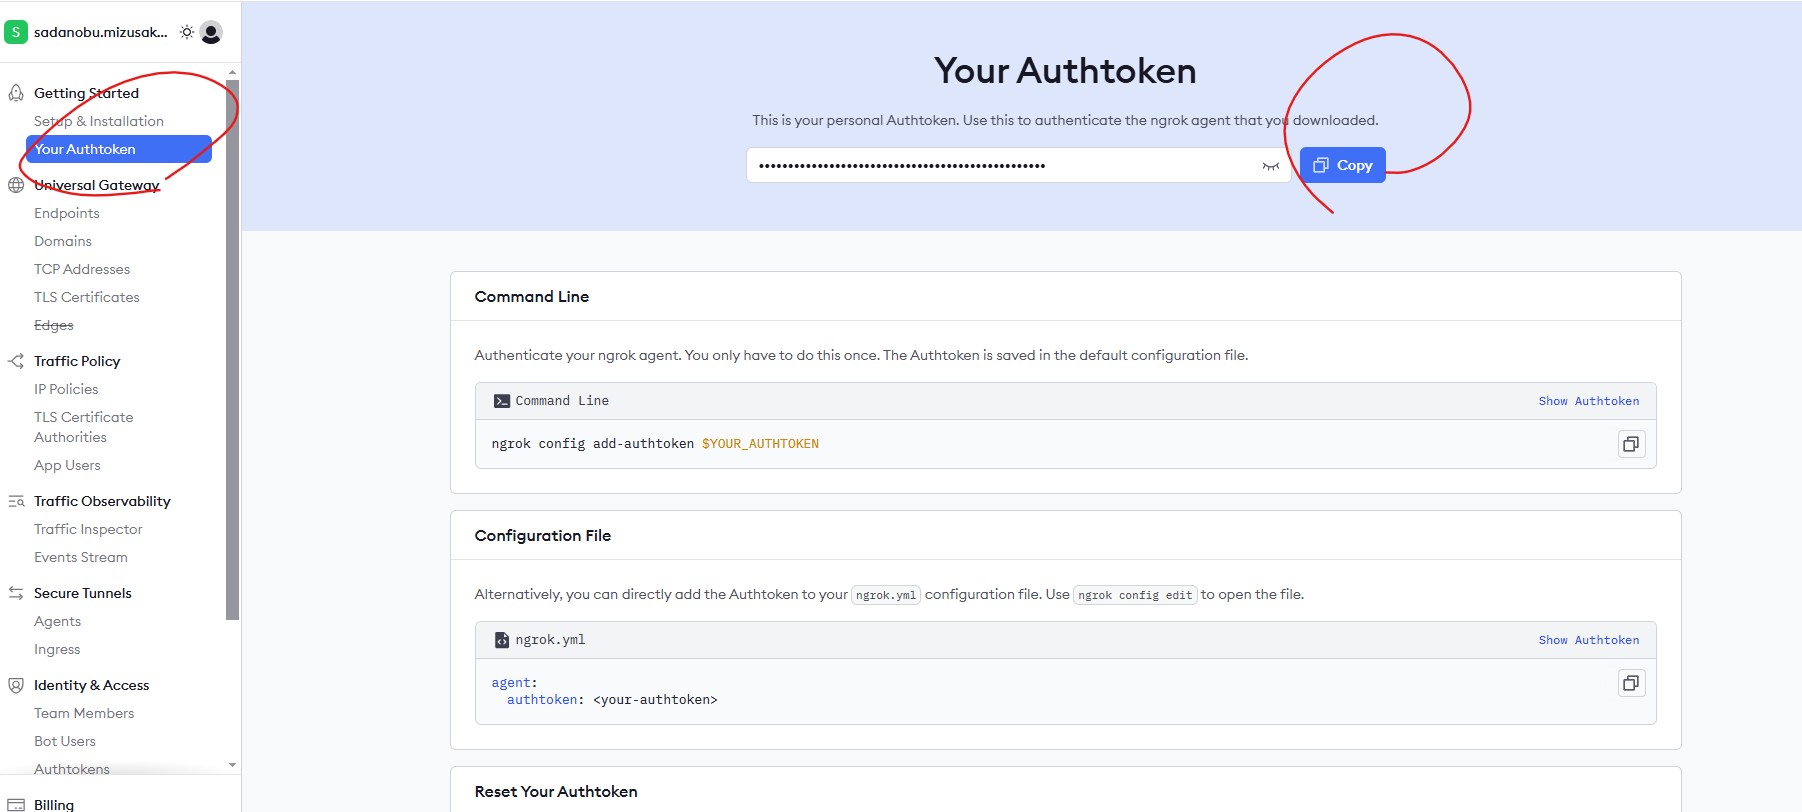 S sadanobu.mizusak...
Getting Started
Setup & Installation
Your Authtoken
Universal Gateway
Endpoints
Domains
TCP Addresses
TLS Certificates
Edges
Traffic Policy
IP Policies
TLS Certificate
Authorities
App Users
Traffic Observability
Traffic Inspector
Events Stream
Secure Tunnels
Agents
Ingress
Identity & Access
Team Members
Bot Users
Authtokens
Billing
Your Authtoken
This is your personal Authtoken. Use this to authenticate the ngrok agent that you downloaded.
Copy
Command Line
Authenticate your ngrok agent. You only have to do this once. The Authtoken is saved in the default configuration file.
Command Line
Show Authtoken
ngrok config add-authtoken $YOUR_AUTHTOKEN
Configuration File
Alternatively, you can directly add the Authtoken to your ngrok.yml configuration file. Use ngrok config edit to open the file.
ngrok.yml
Show Authtoken
agent:
authtoken: <your-authtoken>
Reset Your Authtoken